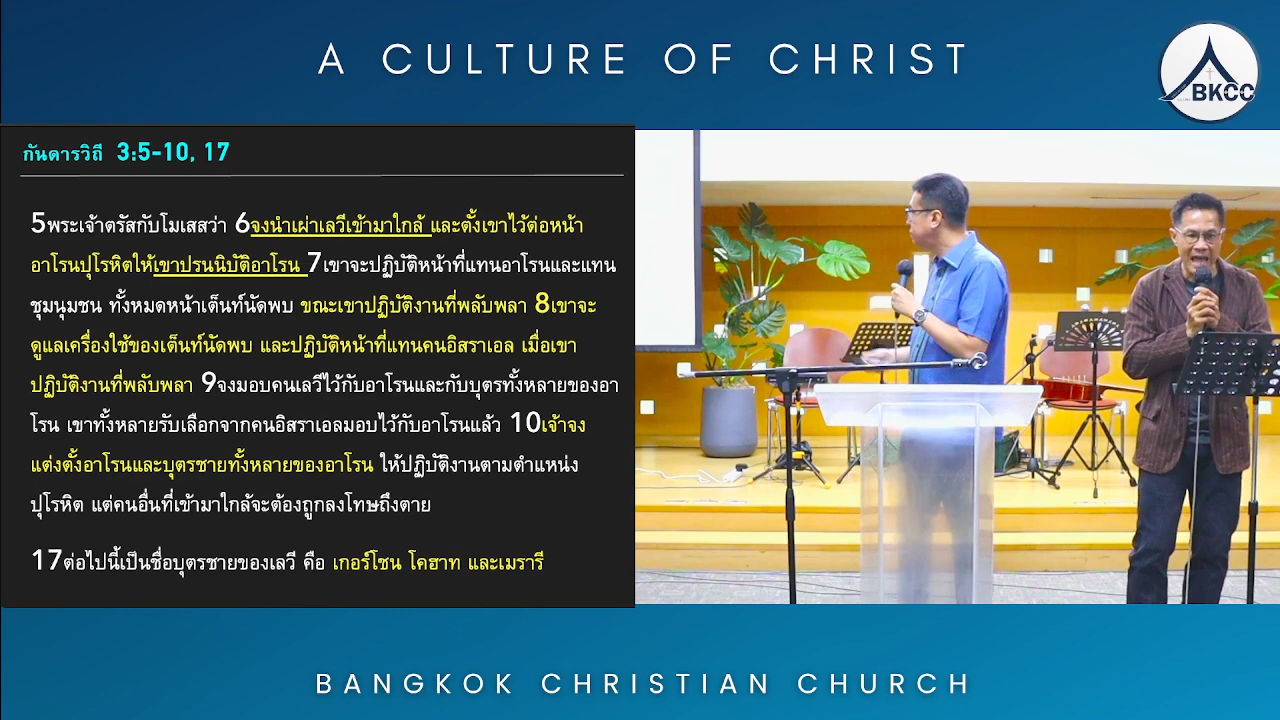 A CULTURE OF CHRIST
BKCC
กันดารวิถี 3:5-10, 17
5พระเจ้าตรัสกับโมเสสว่า 6จงนำเผ่าเลวีเข้ามาใกล้ และตั้งเขาไว้ต่อหน้า
อาโรนปุโรหิตให้เขาปรนนิบัติอาโรน 7เขาจะปฏิบัติหน้าที่แทนอาโรนและแทน
ชุมนุมชน ทั้งหมดหน้าเต็นท์นัดพบ ขณะเขาปฏิบัติงานที่พลับพลา 8เขาจะ
ดูแลเครื่องใช้ของเต็นท์นัดพบ และปฏิบัติหน้าที่แทนคนอิสราเอล เมื่อเขา
ปฏิบัติงานที่พลับพลา 9จงมอบคนเลวีไว้กับอาโรนและกับบุตรทั้งหลายของอา
โรน เขาทั้งหลายรับเลือกจากคนอิสราเอลมอบไว้กับอาโรนแล้ว 10เจ้าจง
แต่งตั้งอาโรนและบุตรชายทั้งหลายของอาโรน ให้ปฏิบัติงานตามตำแหน่ง
ปุโรหิต แต่คนอื่นที่เข้ามาใกล้จะต้องถูกลงโทษถึงตาย
17ต่อไปนี้เป็นชื่อบุตรชายของเลวี คือ เกอร์โชน โคฮาท และเมรารี
BANGKOK CHRISTIAN CHURCH